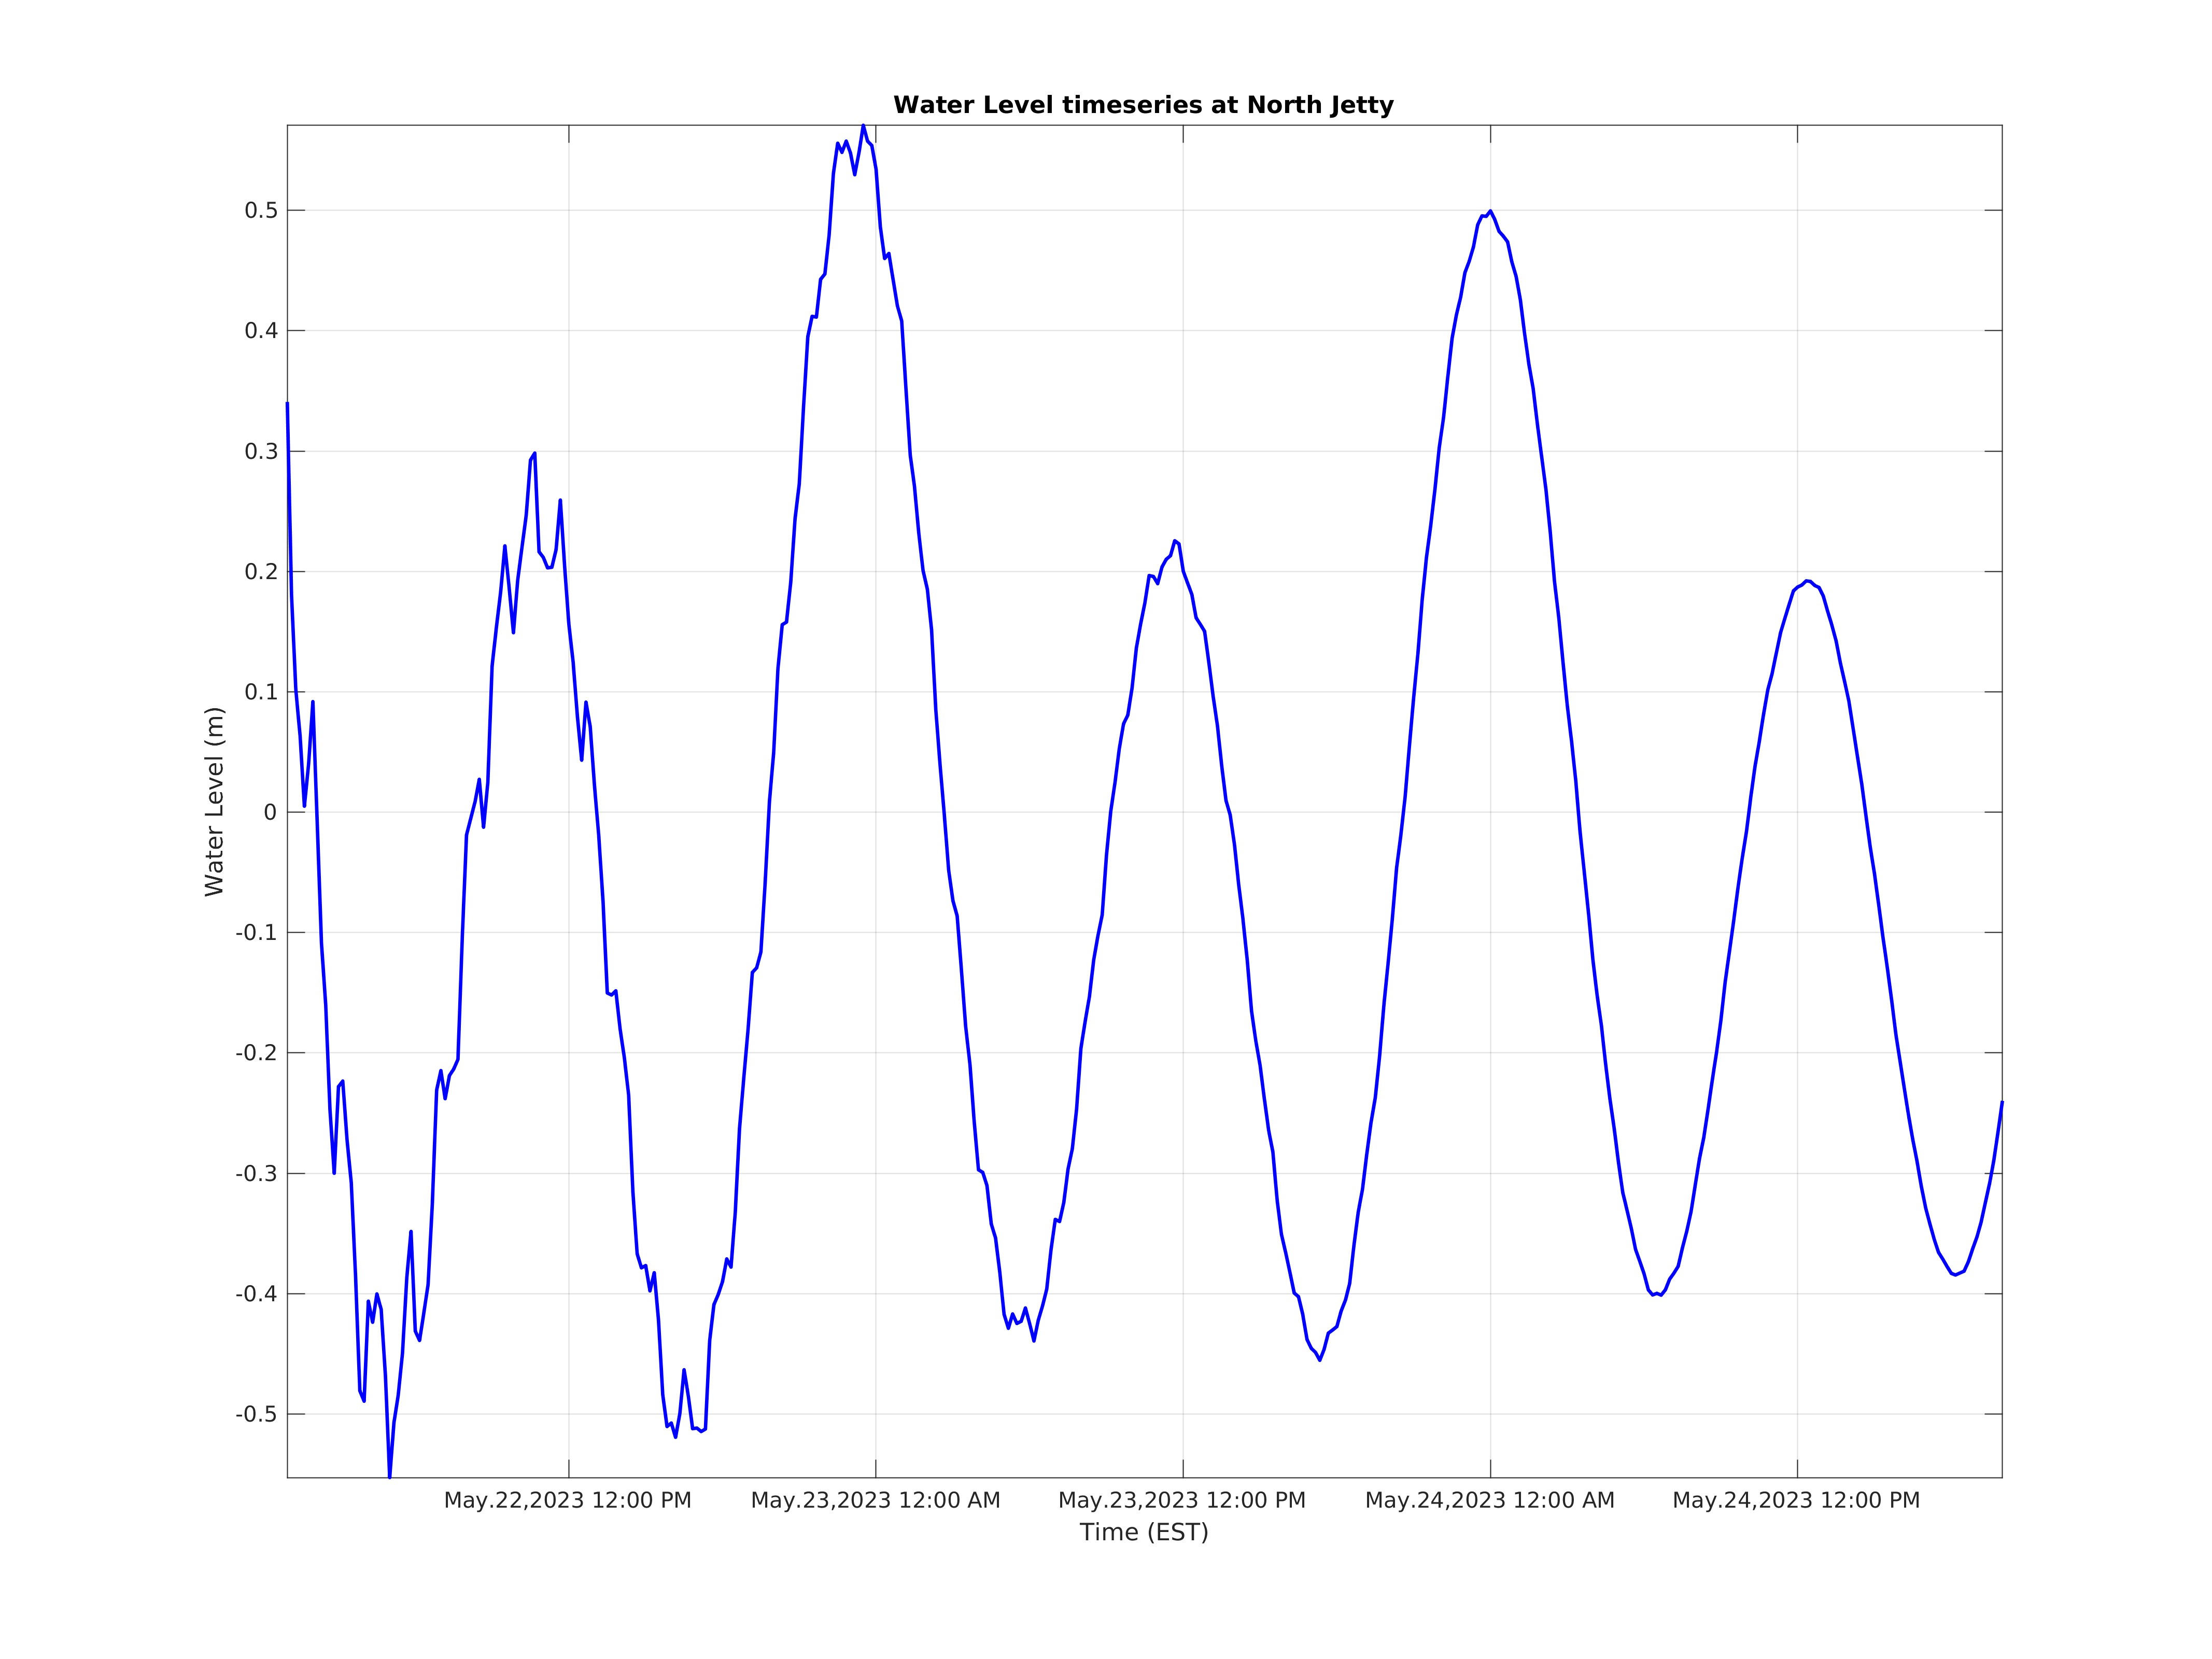 Water Level timeseries at North Jetty
0.5
0.4
0.3
0.2
0.1
0
-0.1
-0.2
-0.3
-0.4
-0.5
Water Level (m)
May.22,2023 12:00 PM May.23,2023 12:00 AM May.23,2023 12:00 PM May.24,2023 12:00 AM May.24,2023 12:00 PM
Time (EST)